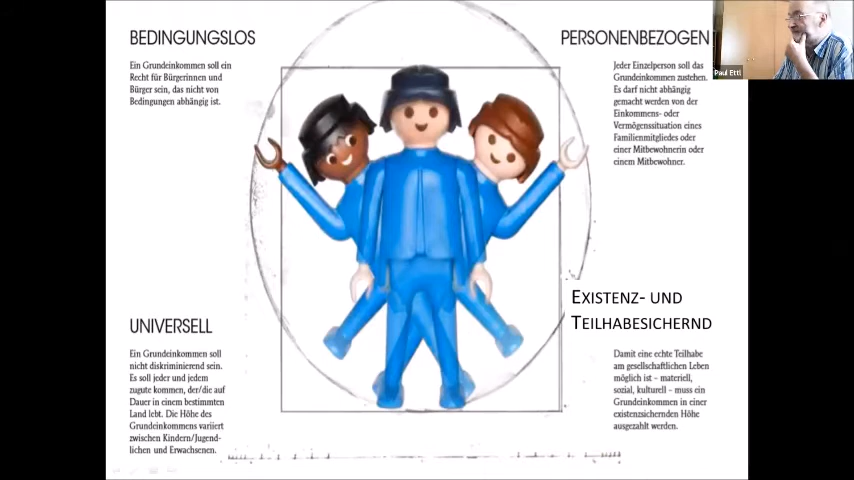 BEDINGUNGSLOS
Ein Grundeinkommen soll ein
Recht für Bürgerinnen und
Bürger sein, das nicht von
Bedingungen abhängig ist.
PERSONENBEZOGEN
Jeder Einzelperson soll das
Grundeinkommen zustehen.
Es darf nicht abhängig
gemacht werden von der
Einkommens- oder
Vermögenssituation eines
Familienmitgliedes oder
einer Mitbewohnerin oder
einem Mitbewohner.
Paul Ettl
UNIVERSELL
Ein Grundeinkommen soll
nicht diskriminierend sein.
Es soll jeder und jedem
zugute kommen, der/die auf
Dauer in einem bestimmten
Land lebt. Die Höhe des
Grundeinkommens variiert
zwischen Kindern/Jugend-
lichen und Erwachsenen.
EXISTENZ- UND
TEILHABESICHERND
Damit eine echte Teilhabe
am gesellschaftlichen Leben
möglich ist – materiell,
sozial, kulturell – muss ein
Grundeinkommen in einer
existenzsichernden Höhe
ausgezahlt werden.